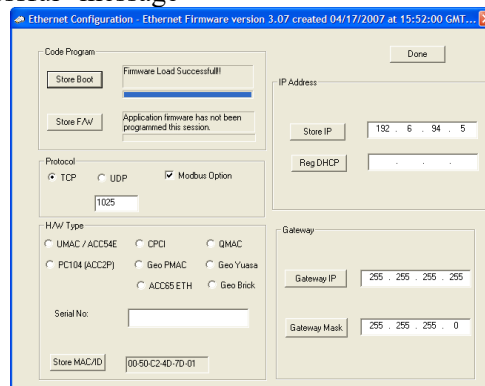 Ethernet Configuration - Ethernet Firmware version 3.07 created 04/17/2007 at 15:52:00 GMT...
Code Program
Store Boot
Firmware Load Successfull!!
Store F/W
Application firmware has not been
programmed this session.
Done
IP Address
Store IP
192 . 6 . 94 . 5
Reg DHCP
. . .
Protocol
TCP
UDP
Modbus Option
1025
H/W Type
UMAC / ACC54E
CPCI
QMAC
PC104 (ACC2P)
Geo PMAC
Geo Yuasa
ACC65 ETH
Geo Brick
Serial No:
Store MAC/ID
00-50-C2-4D-7D-01
Gateway
Gateway IP
255 . 255 . 255 . 255
Gateway Mask
255 . 255 . 255 . 0